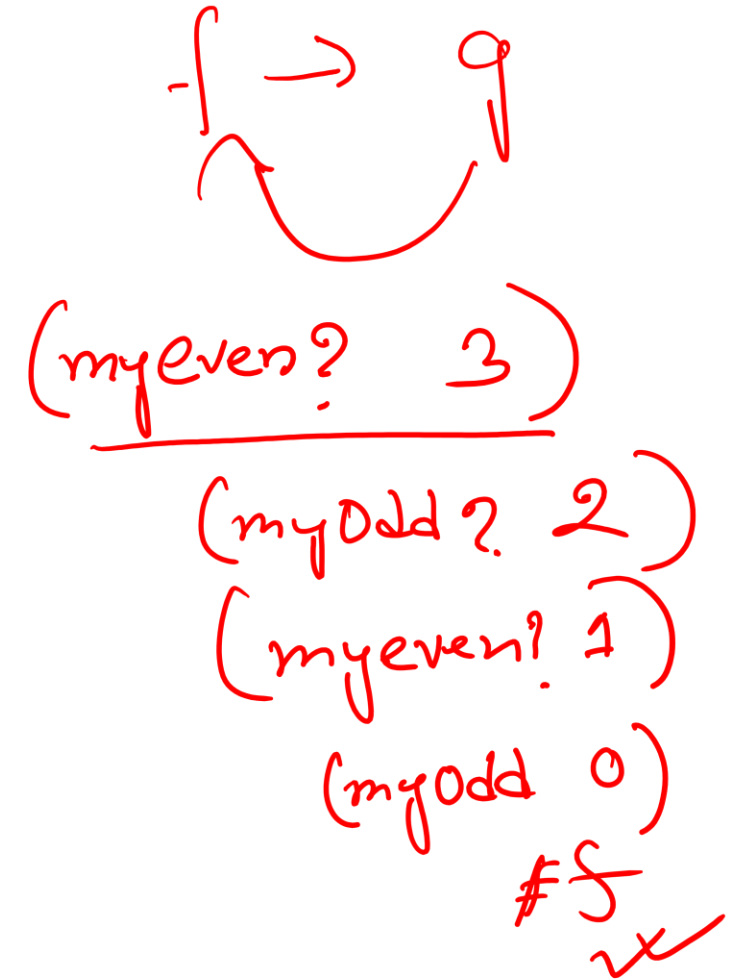 f → g
(myeven? 3)
(myOdd? 2)
(myeven? 1)
(myOdd 0)
#f